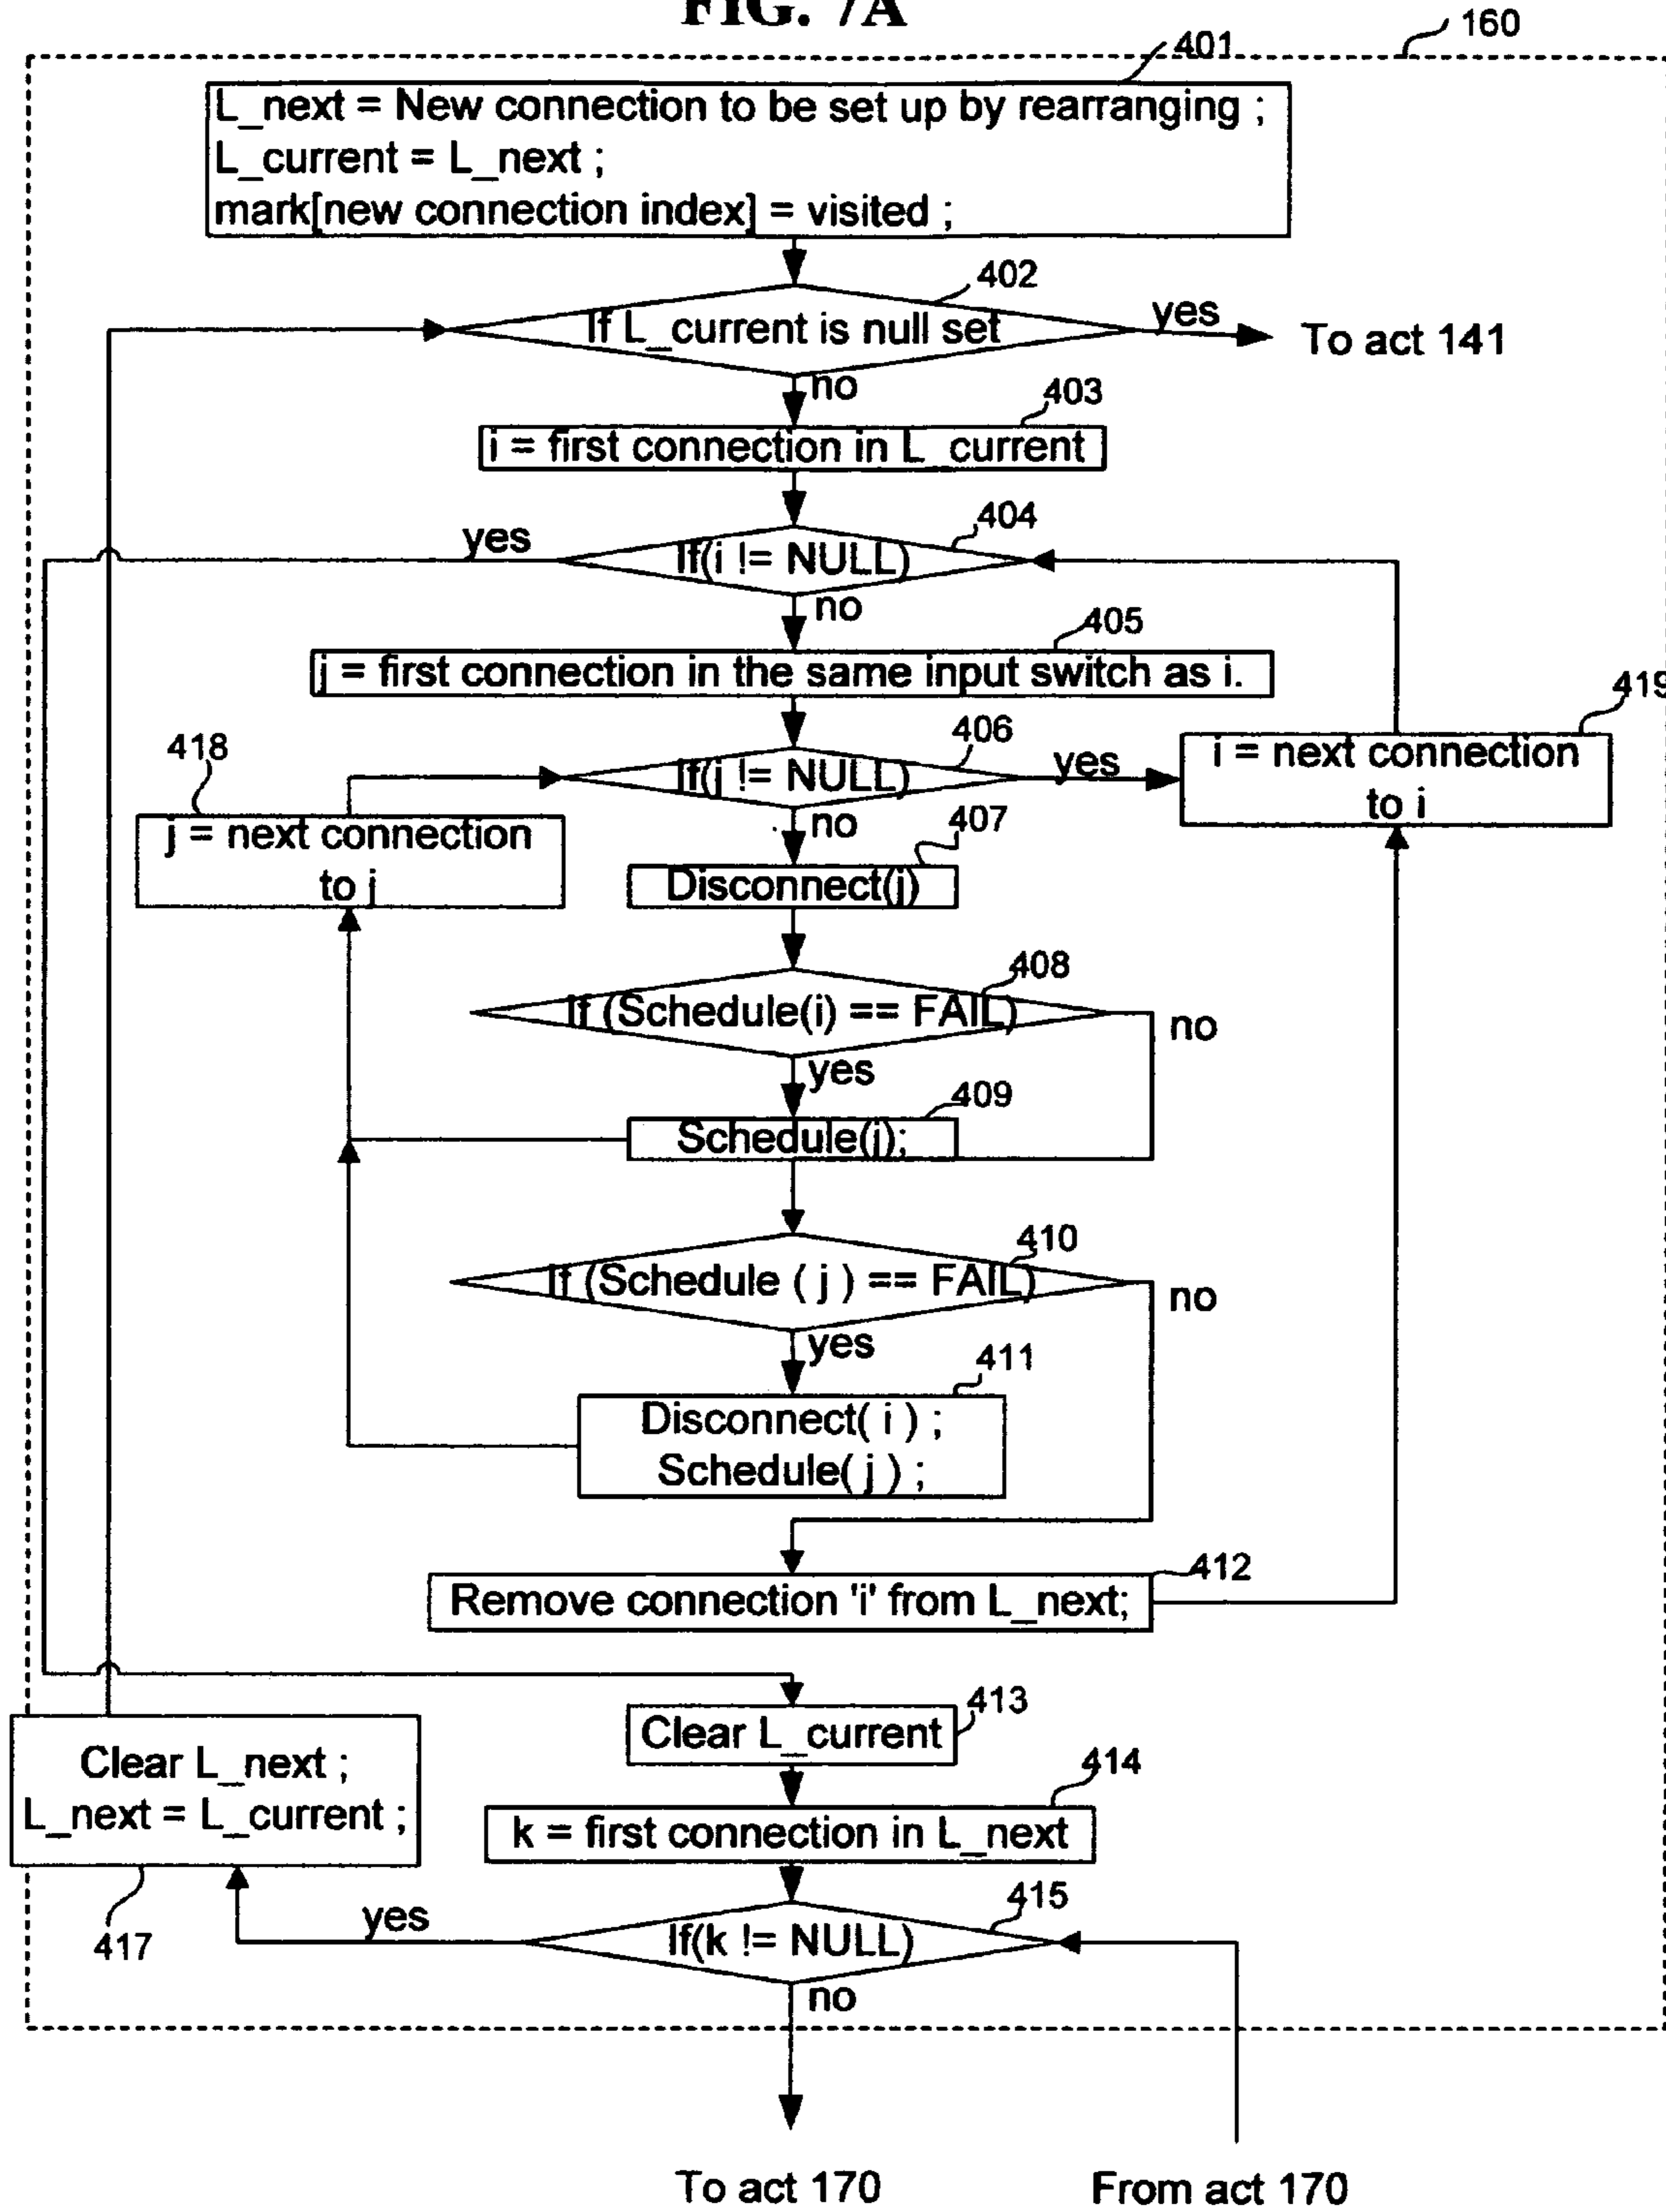 FIG. 7A
160
401
L_next = New connection to be set up by rearranging ;
L_current = L_next ;
mark[new connection index] = visited ;
402
If L_current is null set
yes
To act 141
no
403
i = first connection in L_current
404
yes
If(i != NULL)
no
405
j = first connection in the same input switch as i.
419
418
406
If(j != NULL)
yes
i = next connection
to i
no
407
j = next connection
to j
Disconnect(j)
408
If (Schedule(i) == FAIL)
no
yes
409
Schedule(j);
410
If (Schedule ( j ) == FAIL)
no
yes
411
Disconnect( i ) ;
Schedule( j ) ;
412
Remove connection 'i' from L_next;
413
Clear L_current
Clear L_next ;
L_next = L_current ;
414
k = first connection in L_next
415
yes
417
If(k != NULL)
no
To act 170
From act 170